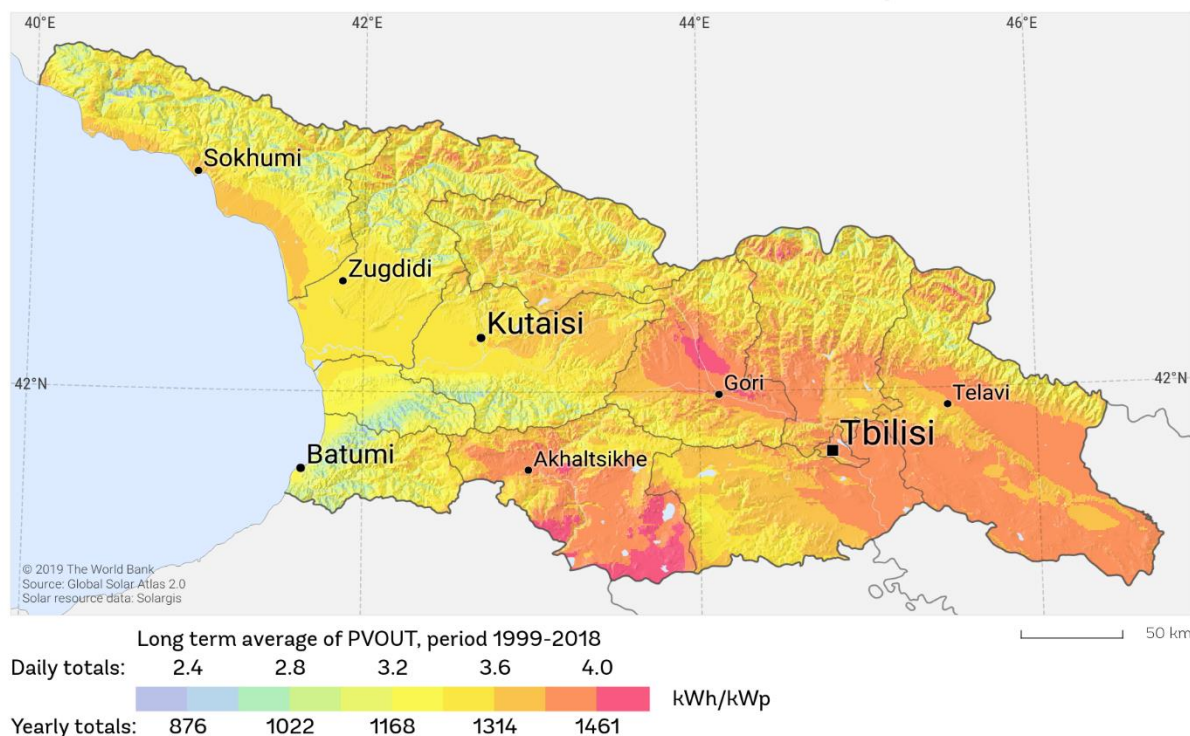 40°E 42°E 44°E 46°E
Sokhumi
Zugdidi
Kutaisi
42°N 42°N
Gori
Telavi
Tbilisi
Batumi
Akhaltsikhe
© 2019 The World Bank
Source: Global Solar Atlas 2.0
Solar resource data: Solargis
Long term average of PVOUT, period 1999-2018
50 km
Daily totals: 2.4 2.8 3.2 3.6 4.0
kWh/kWp
Yearly totals: 876 1022 1168 1314 1461